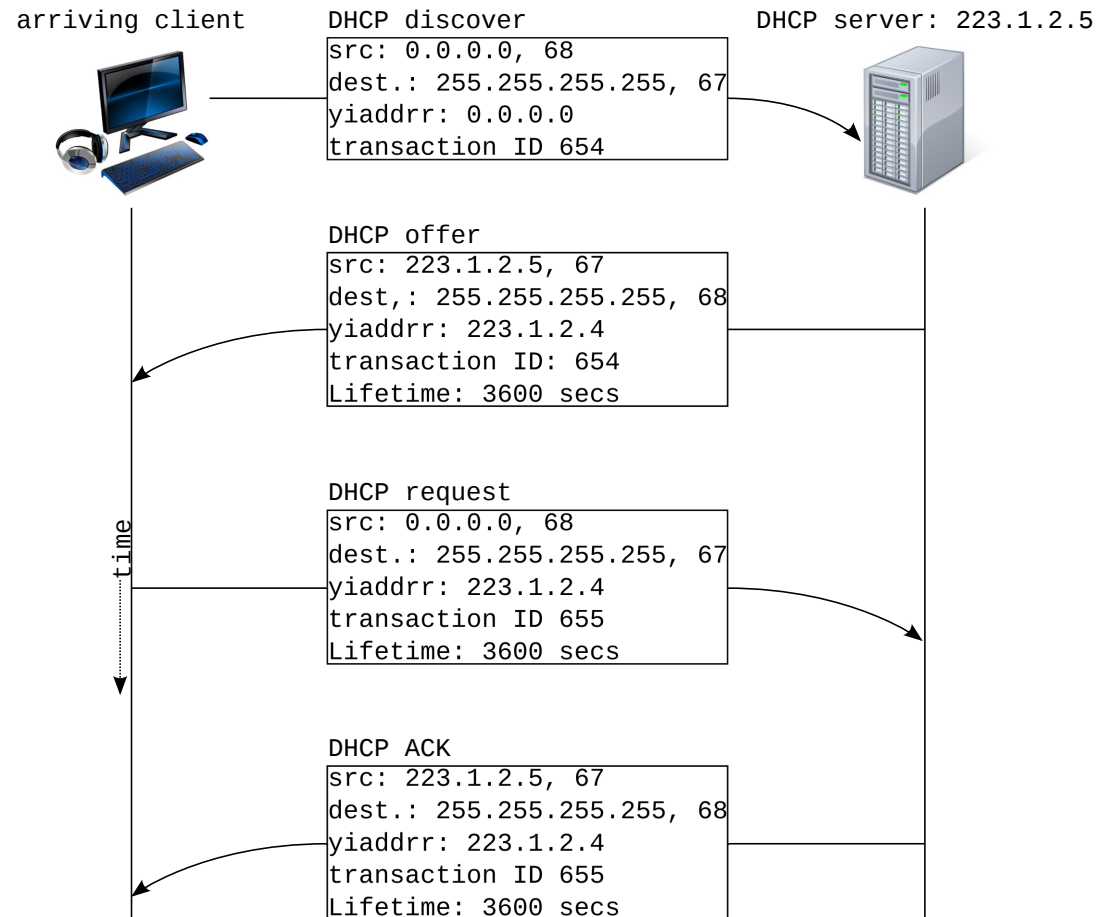 arriving client
DHCP discover
DHCP server: 223.1.2.5
src: 0.0.0.0, 68
dest.: 255.255.255.255, 67
yiaddrr: 0.0.0.0
transaction ID 654
DHCP offer
src: 223.1.2.5, 67
dest,: 255.255.255.255, 68
yiaddrr: 223.1.2.4
transaction ID: 654
Lifetime: 3600 secs
DHCP request
src: 0.0.0.0, 68
dest.: 255.255.255.255, 67
yiaddrr: 223.1.2.4
transaction ID 655
Lifetime: 3600 secs
time
DHCP ACK
src: 223.1.2.5, 67
dest.: 255.255.255.255, 68
yiaddrr: 223.1.2.4
transaction ID 655
Lifetime: 3600 secs